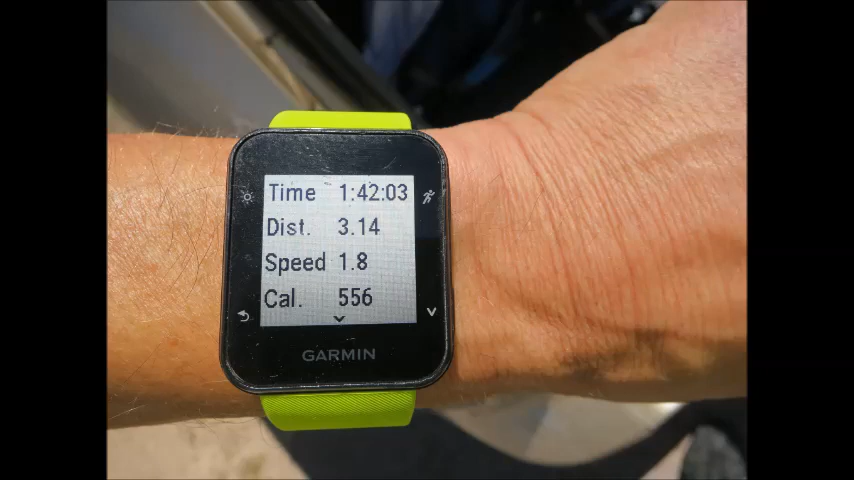 Time 1:42:03
Dist. 3.14
Speed 1.8
Cal. 556
GARMIN